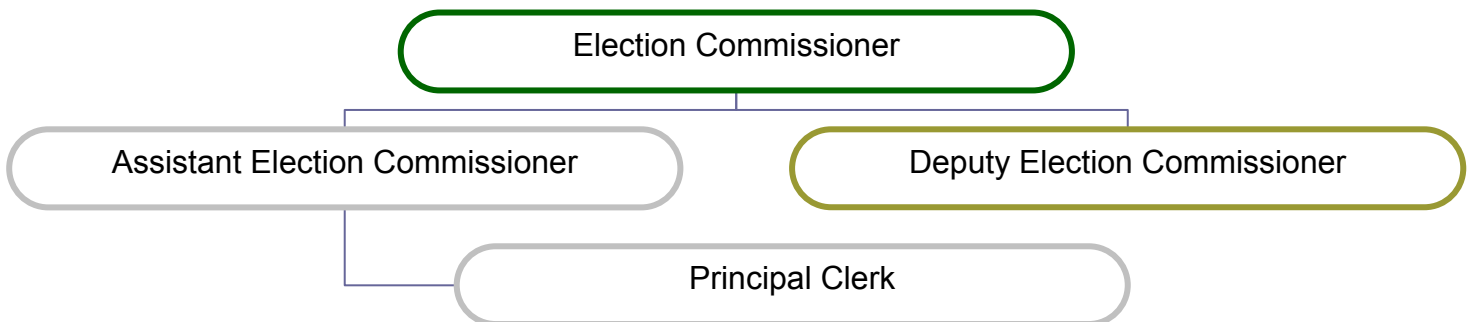 Election Commissioner
Assistant Election Commissioner
Deputy Election Commissioner
Principal Clerk